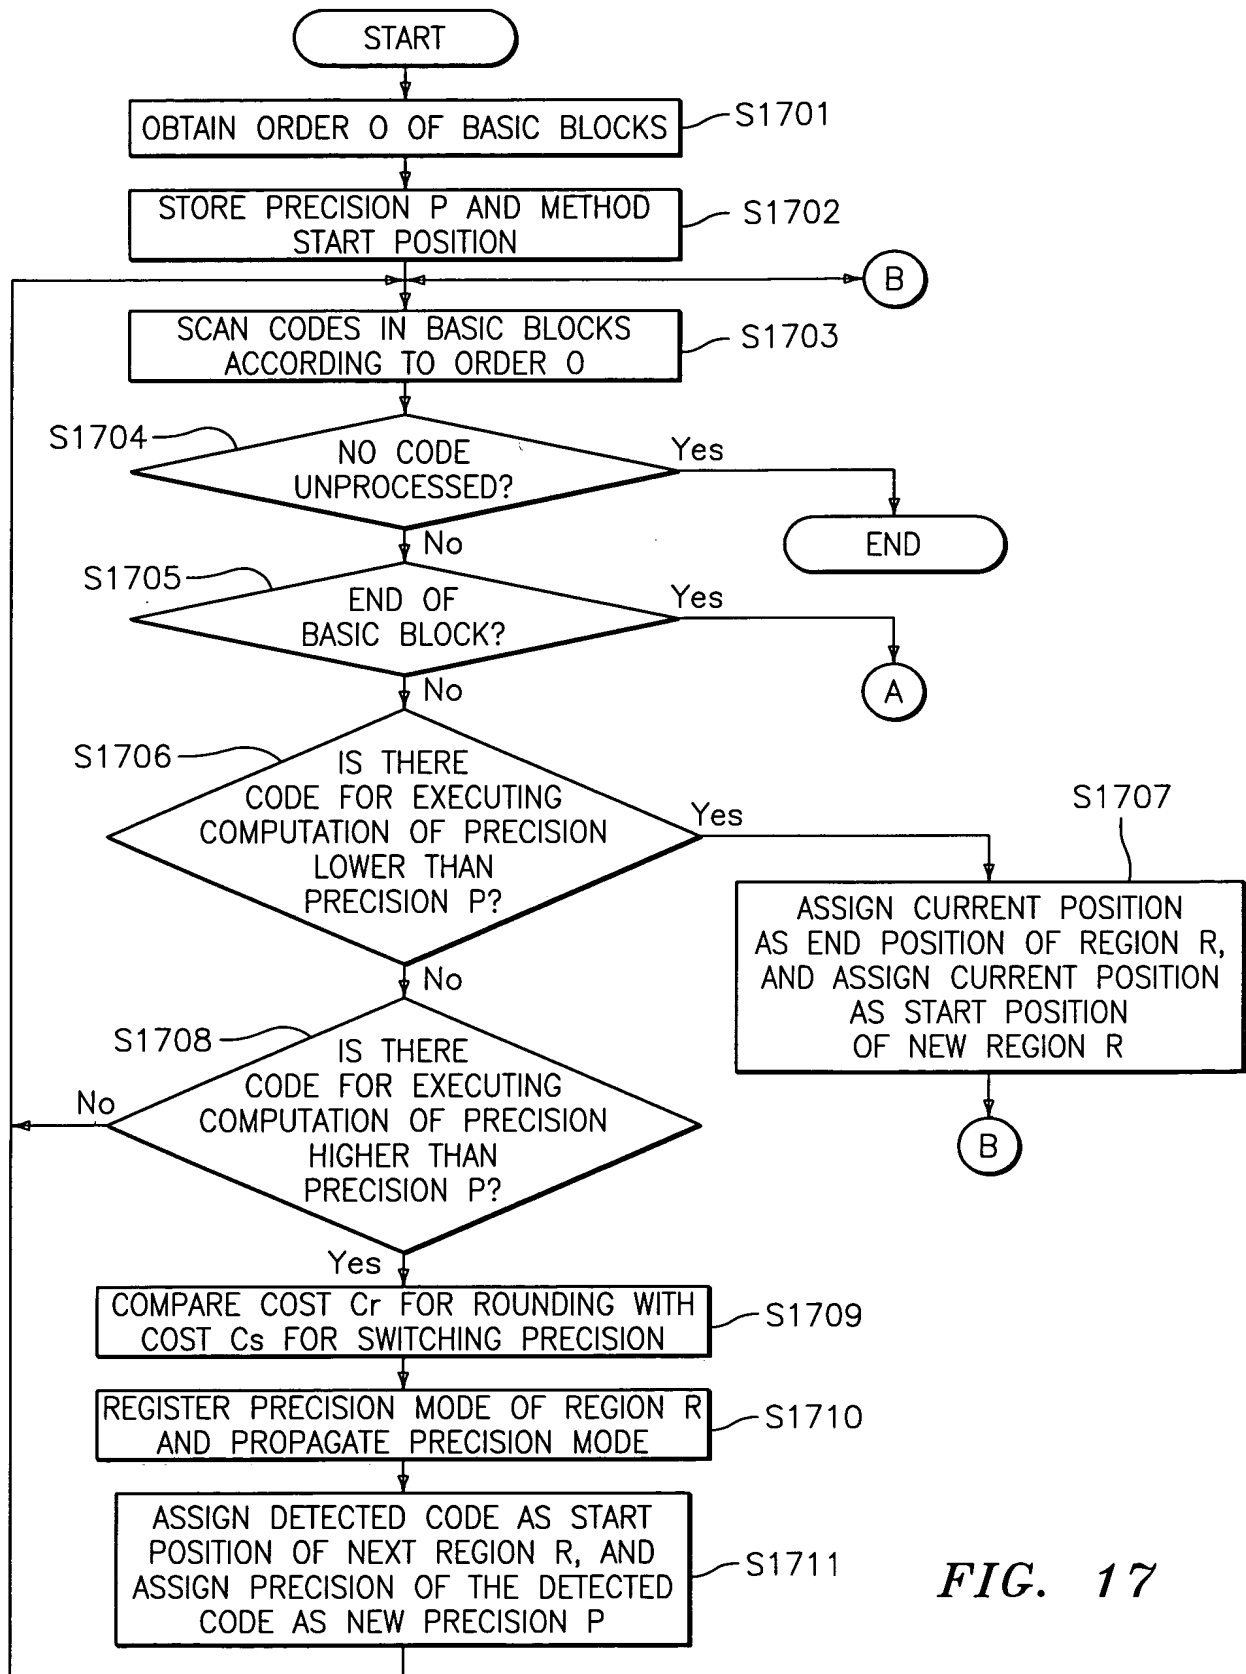 START
OBTAIN ORDER O OF BASIC BLOCKS
S1701
STORE PRECISION P AND METHOD
START POSITION
S1702
B
SCAN CODES IN BASIC BLOCKS
ACCORDING TO ORDER O
S1703
S1704
NO CODE
UNPROCESSED?
Yes
END
No
S1705
END OF
BASIC BLOCK?
Yes
A
No
S1706
IS THERE
CODE FOR EXECUTING
COMPUTATION OF PRECISION
LOWER THAN
PRECISION P?
Yes
S1707
ASSIGN CURRENT POSITION
AS END POSITION OF REGION R,
AND ASSIGN CURRENT POSITION
AS START POSITION
OF NEW REGION R
B
No
S1708
IS THERE
CODE FOR EXECUTING
COMPUTATION OF PRECISION
HIGHER THAN
PRECISION P?
No
Yes
COMPARE COST Cr FOR ROUNDING WITH
COST Cs FOR SWITCHING PRECISION
S1709
REGISTER PRECISION MODE OF REGION R
AND PROPAGATE PRECISION MODE
S1710
ASSIGN DETECTED CODE AS START
POSITION OF NEXT REGION R, AND
ASSIGN PRECISION OF THE DETECTED
CODE AS NEW PRECISION P
S1711
FIG. 17